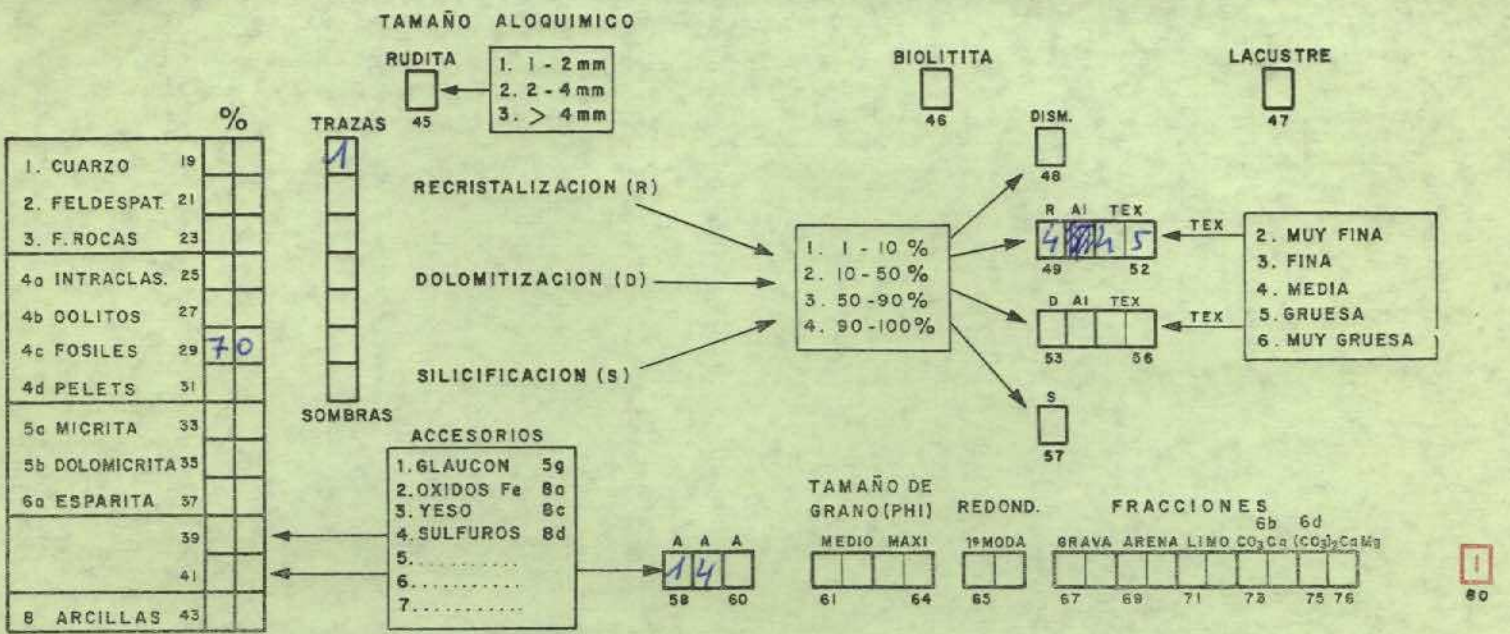 TAMAÑO ALOQUIMICO
RUDITA
45
1. 1 - 2 mm
2. 2 - 4 mm
3. > 4 mm
BIOLITITA
46
LACUSTRE
47
%
1. CUARZO 19
2. FELDESPAT. 21
3. F. ROCAS 23
4a INTRACLAS. 25
4b OOLITOS 27
4c FOSILES 29 70
4d PELETS 31
5a MICRITA 33
5b DOLOMICRITA 35
6a ESPARITA 37
39
41
8 ARCILLAS 43
TRAZAS
1
SOMBRAS
RECRISTALIZACION (R)
DOLOMITIZACION (D)
SILICIFICACION (S)
1. 1 - 10 %
2. 10 - 50 %
3. 50 - 90 %
4. 90 - 100 %
DISM.
48
R AI TEX
4 4 5
49 52
D AI TEX
53 56
S
57
TEX
TEX
2. MUY FINA
3. FINA
4. MEDIA
5. GRUESA
6. MUY GRUESA
ACCESORIOS
1. GLAUCON 5g
2. OXIDOS Fe 8a
3. YESO 8c
4. SULFUROS 8d
5. ..........
6. ..........
7. ..........
A A A
1 4
58 60
TAMAÑO DE
GRANO (PHI)
MEDIO MAXI
61 64
REDOND.
1ª MODA
65
FRACCIONES
6b 6d
GRAVA ARENA LIMO CO3Ca (CO3)2CaMg
67 69 71 73 75 76
1
80